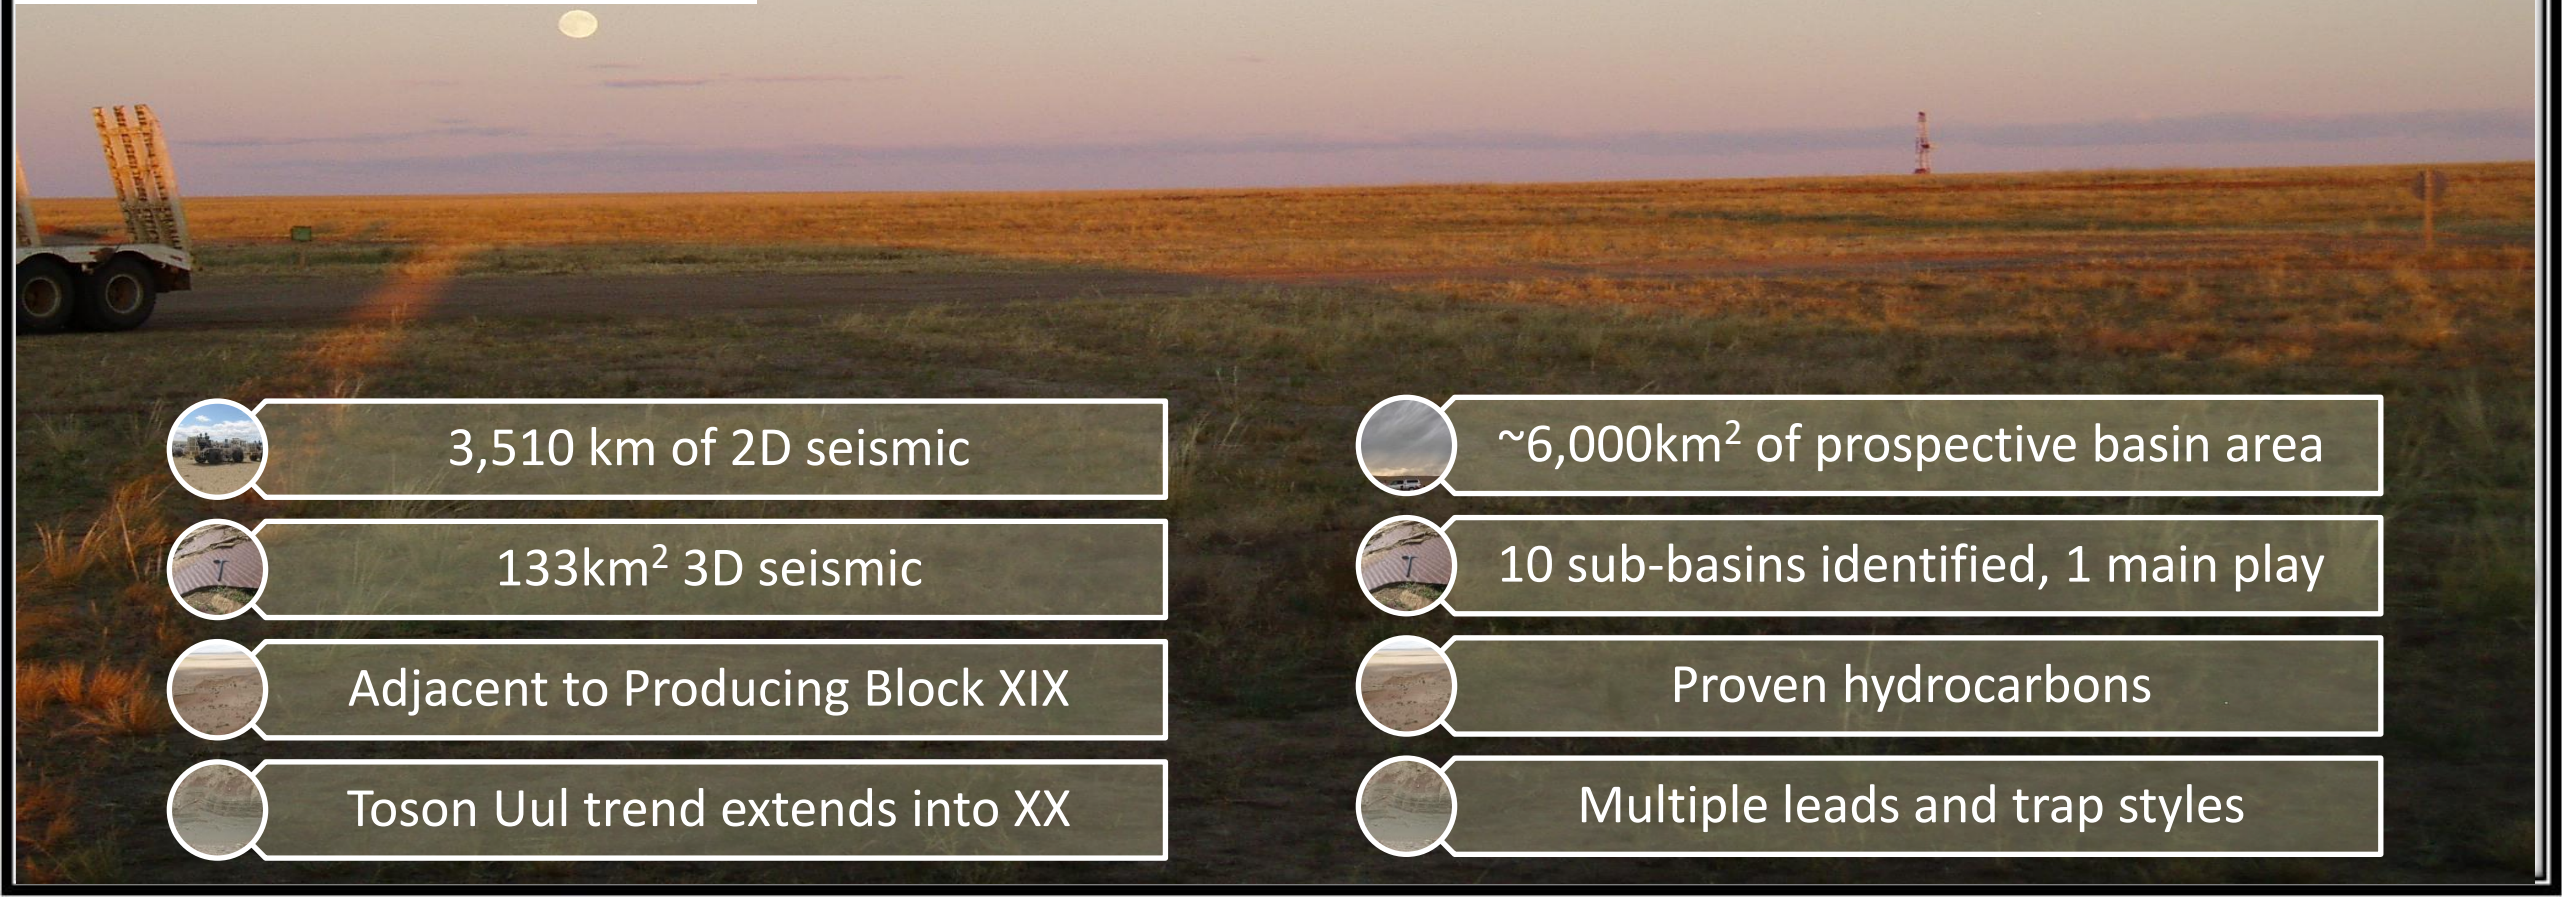 3,510 km of 2D seismic
133km² 3D seismic
Adjacent to Producing Block XIX
Toson Uul trend extends into XX
~6,000km² of prospective basin area
10 sub-basins identified, 1 main play
Proven hydrocarbons
Multiple leads and trap styles